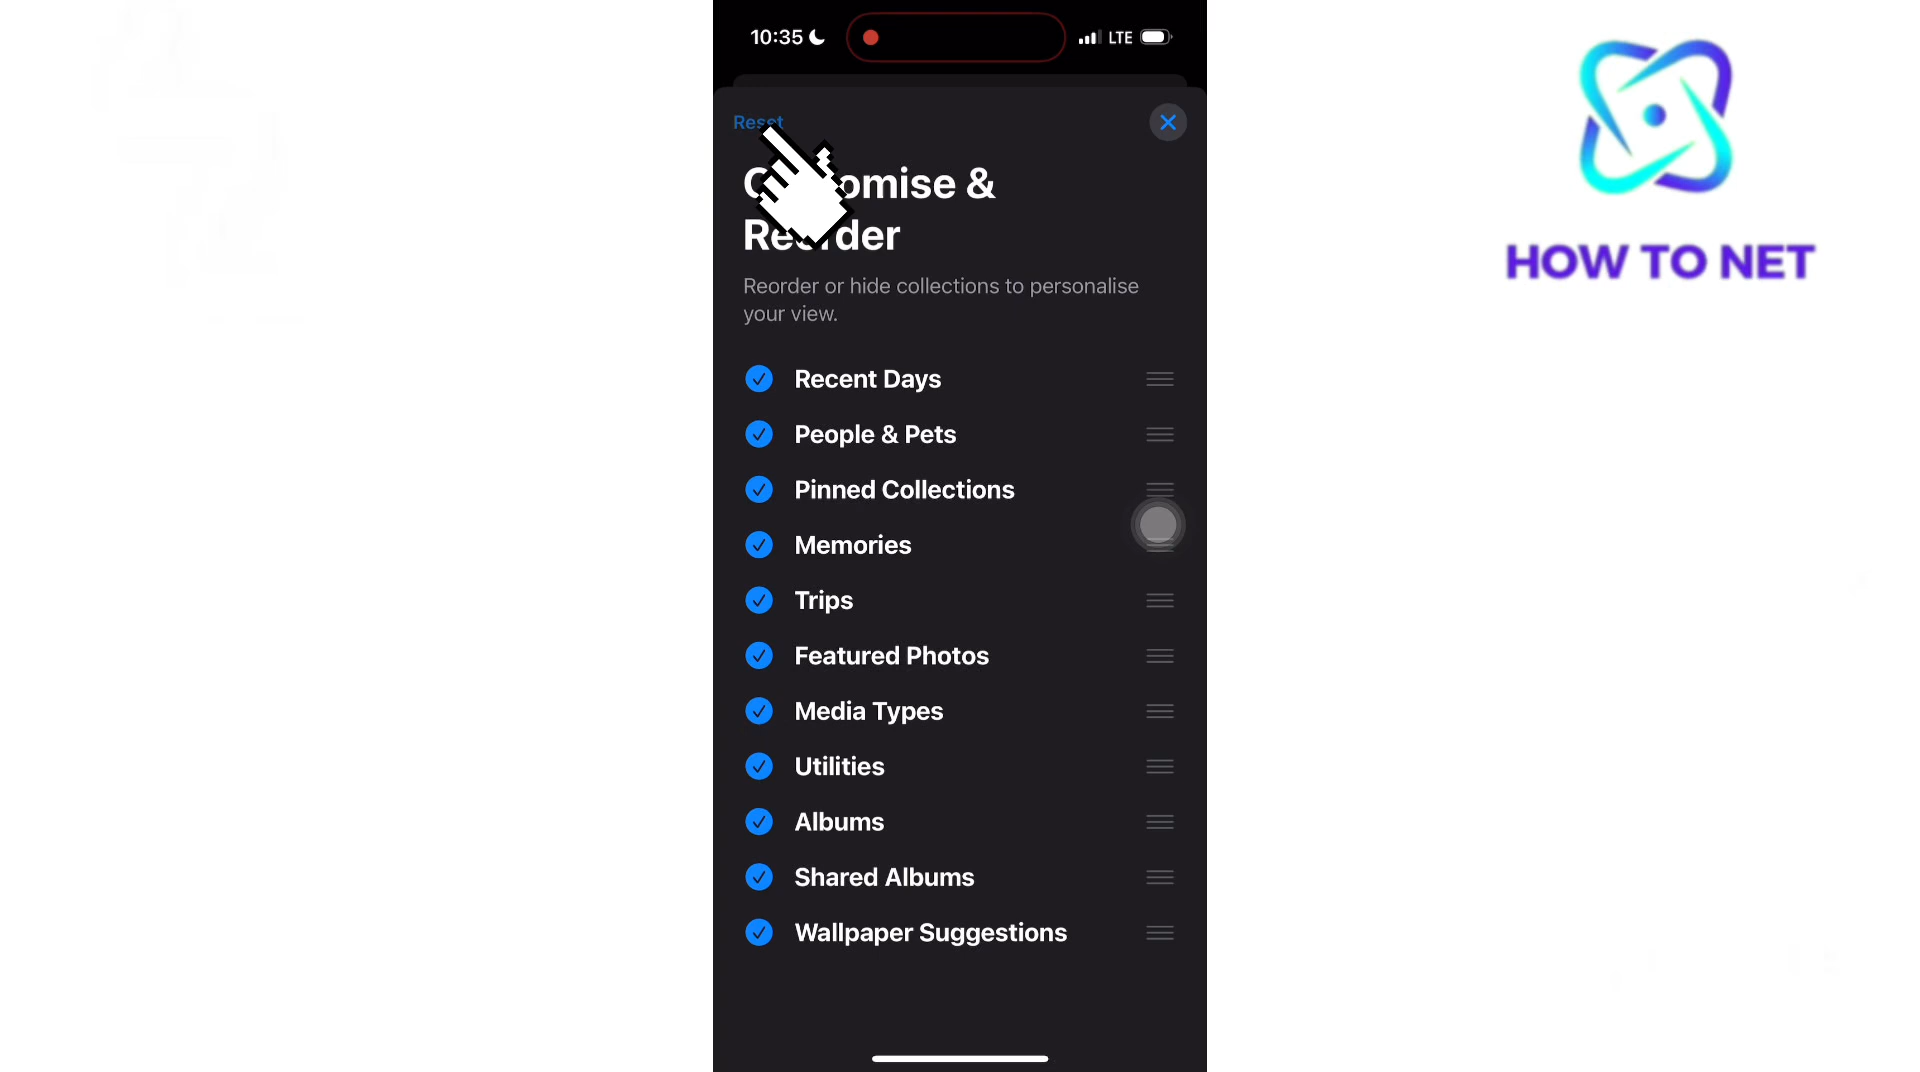 10:35
LTE
Reset
HOW TO NET
Customise &
Reorder
Reorder or hide collections to personalise
your view.
Recent Days
People & Pets
Pinned Collections
Memories
Trips
Featured Photos
Media Types
Utilities
Albums
Shared Albums
Wallpaper Suggestions